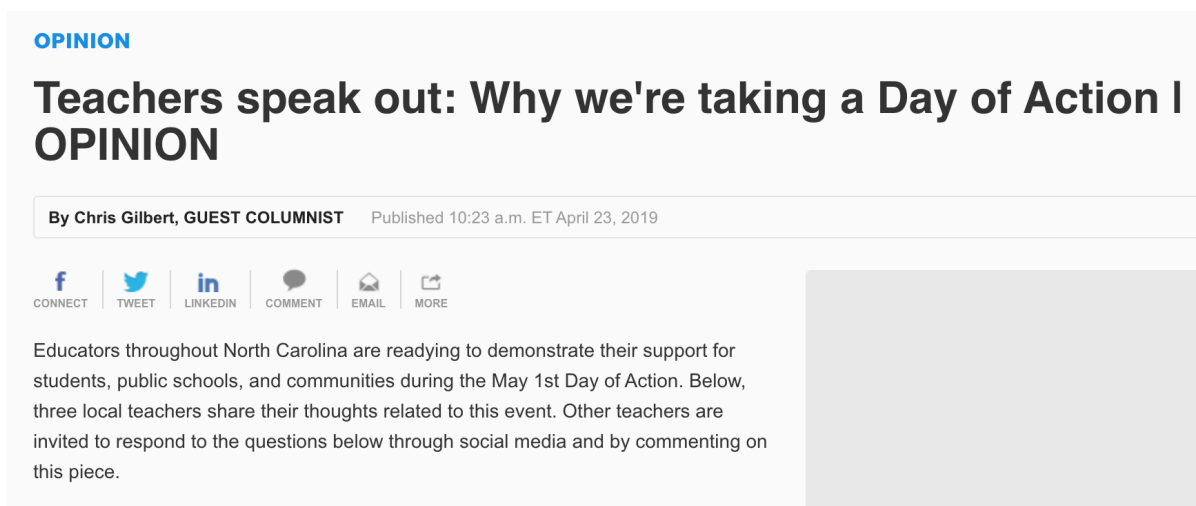 OPINION
Teachers speak out: Why we're taking a Day of Action |
OPINION
By Chris Gilbert, GUEST COLUMNIST Published 10:23 a.m. ET April 23, 2019
CONNECT TWEET LINKEDIN COMMENT EMAIL MORE
Educators throughout North Carolina are readying to demonstrate their support for
students, public schools, and communities during the May 1st Day of Action. Below,
three local teachers share their thoughts related to this event. Other teachers are
invited to respond to the questions below through social media and by commenting on
this piece.